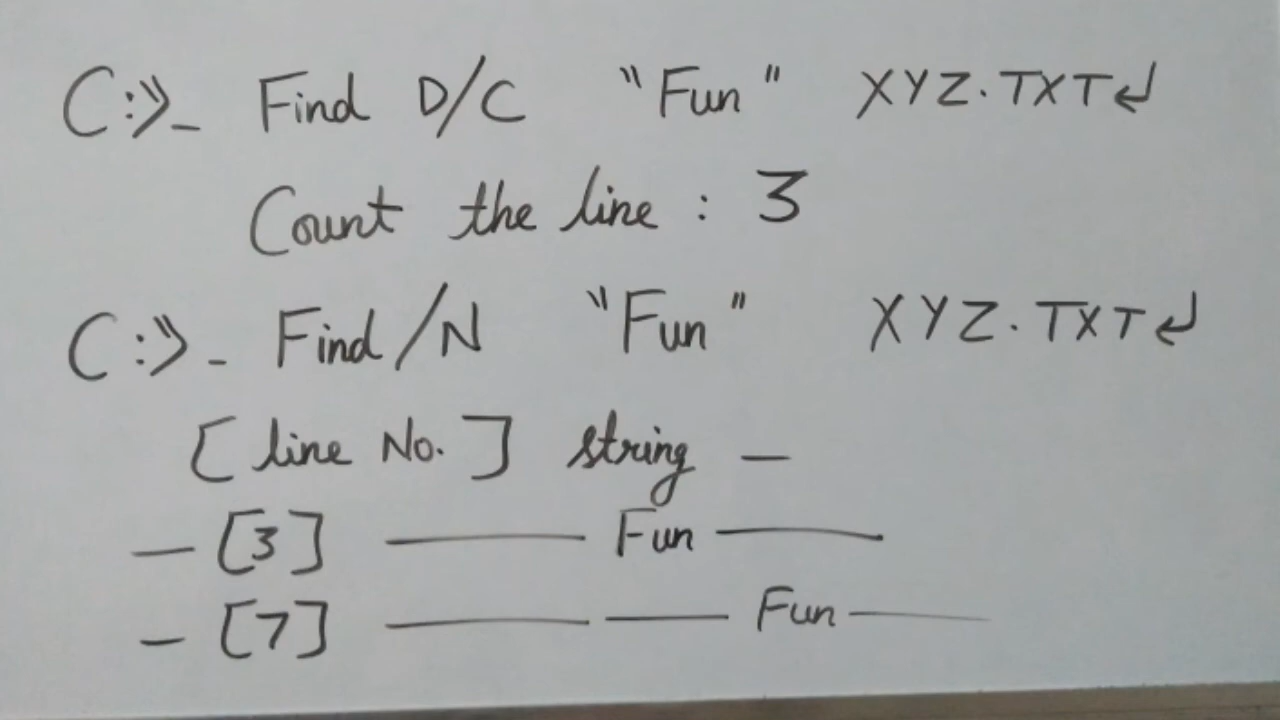 C:\>_ Find D/C "Fun" XYZ.TXT↵
Count the line : 3
C:\>_ Find /N "Fun" XYZ.TXT↵
[line No.] string —
— [3] ——— Fun ———
— [7] ——— —— Fun ———